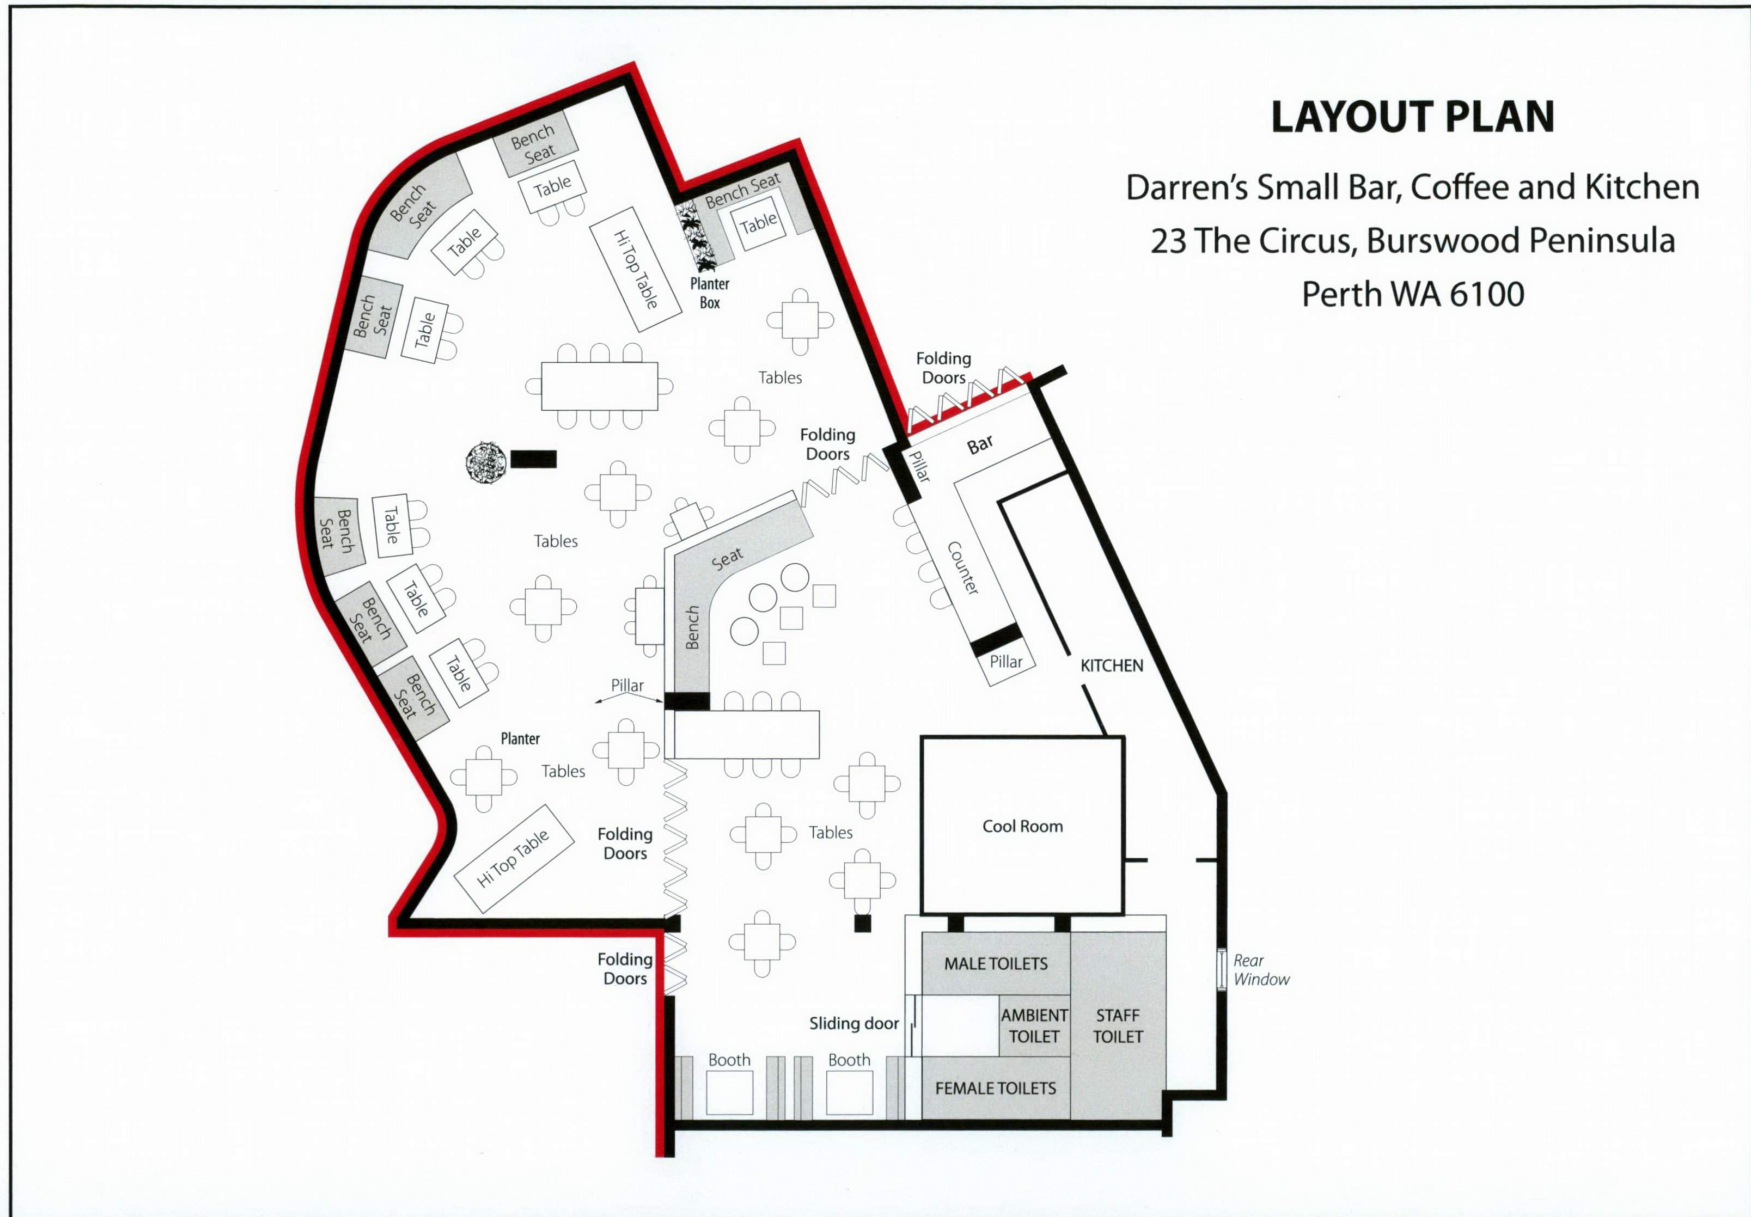 LAYOUT PLAN
Darren's Small Bar, Coffee and Kitchen
23 The Circus, Burswood Peninsula
Perth WA 6100
Bench
Seat
Table
Bench
Seat
Table
Bench
Seat
Table
Hi Top Table
Bench Seat
Table
Planter
Box
Tables
Folding
Doors
Folding
Doors
Bar
Pillar
Counter
Pillar
KITCHEN
Bench
Seat
Table
Tables
Bench
Seat
Table
Bench
Seat
Table
Seat
Bench
Pillar
Planter
Tables
Hi Top Table
Folding
Doors
Tables
Cool Room
Folding
Doors
MALE TOILETS
Rear
Window
Sliding door
AMBIENT
TOILET
STAFF
TOILET
Booth
Booth
FEMALE TOILETS